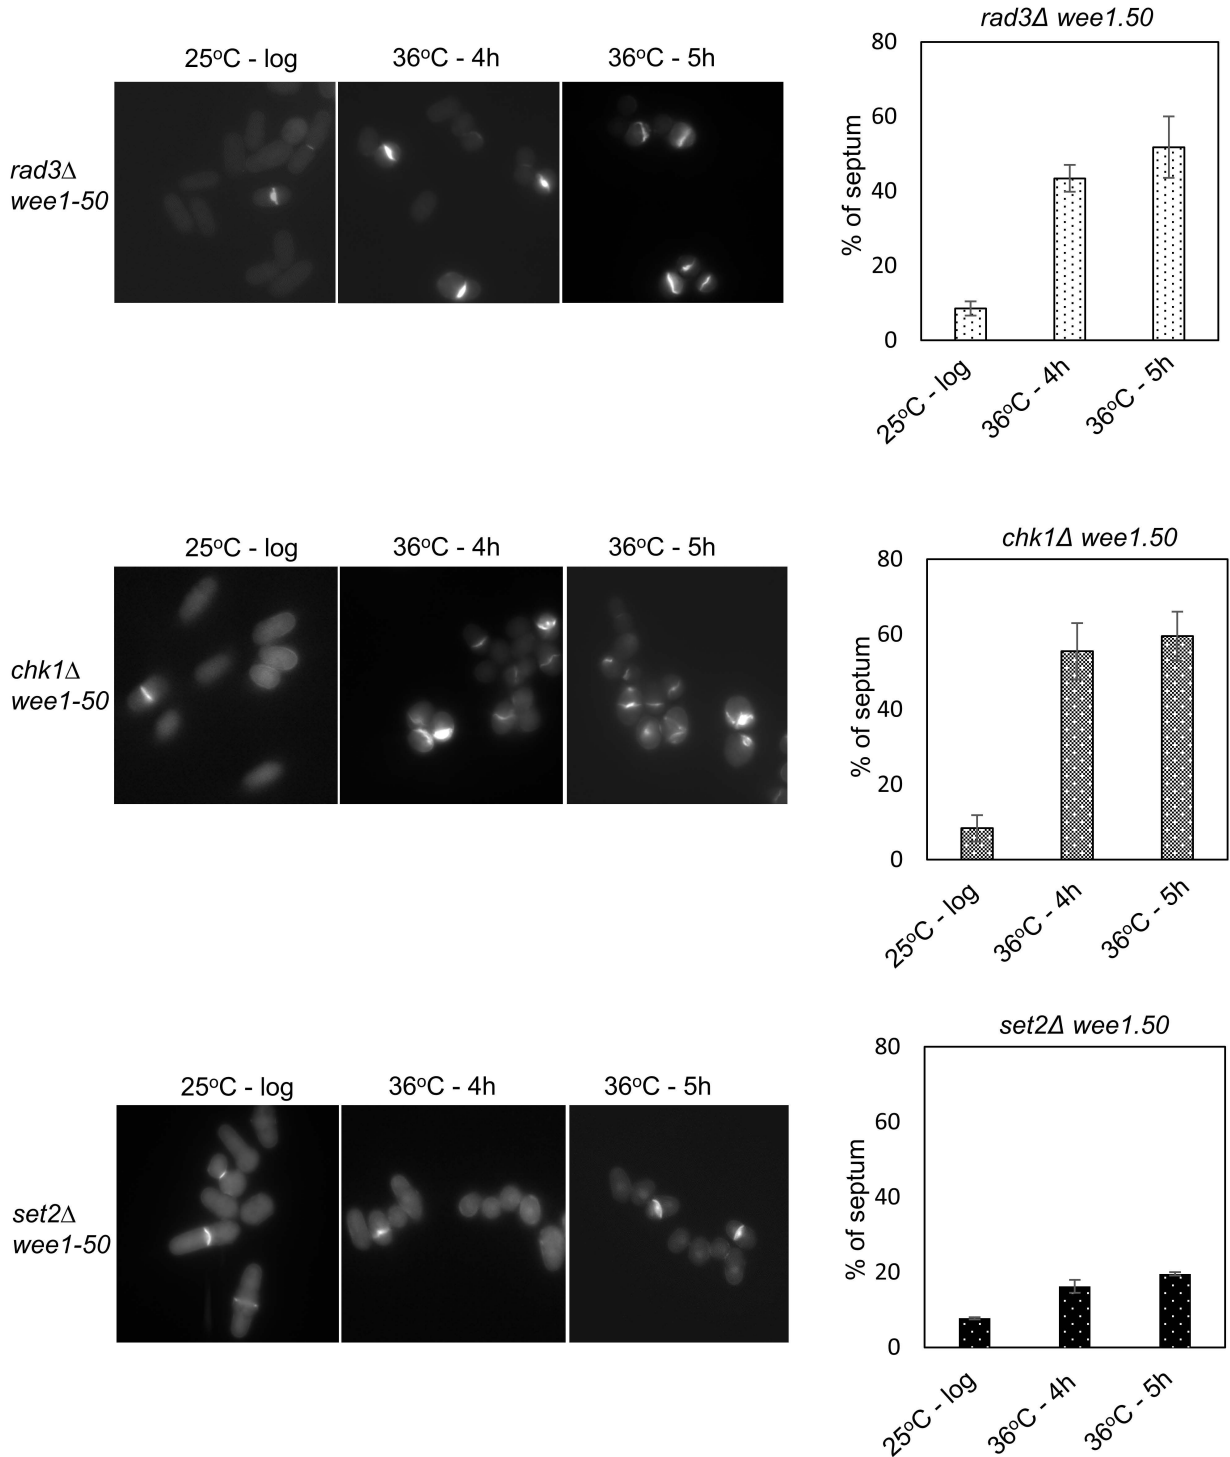 25ºC - log 36ºC - 4h 36ºC - 5h
rad3Δ
wee1-50
rad3Δ wee1.50
% of septum
80
60
40
20
0
25ºC - log
36ºC - 4h
36ºC - 5h
25ºC - log 36ºC - 4h 36ºC - 5h
chk1Δ
wee1-50
chk1Δ wee1.50
% of septum
80
60
40
20
0
25ºC - log
36ºC - 4h
36ºC - 5h
25ºC - log 36ºC - 4h 36ºC - 5h
set2Δ
wee1-50
set2Δ wee1.50
% of septum
80
60
40
20
0
25ºC - log
36ºC - 4h
36ºC - 5h